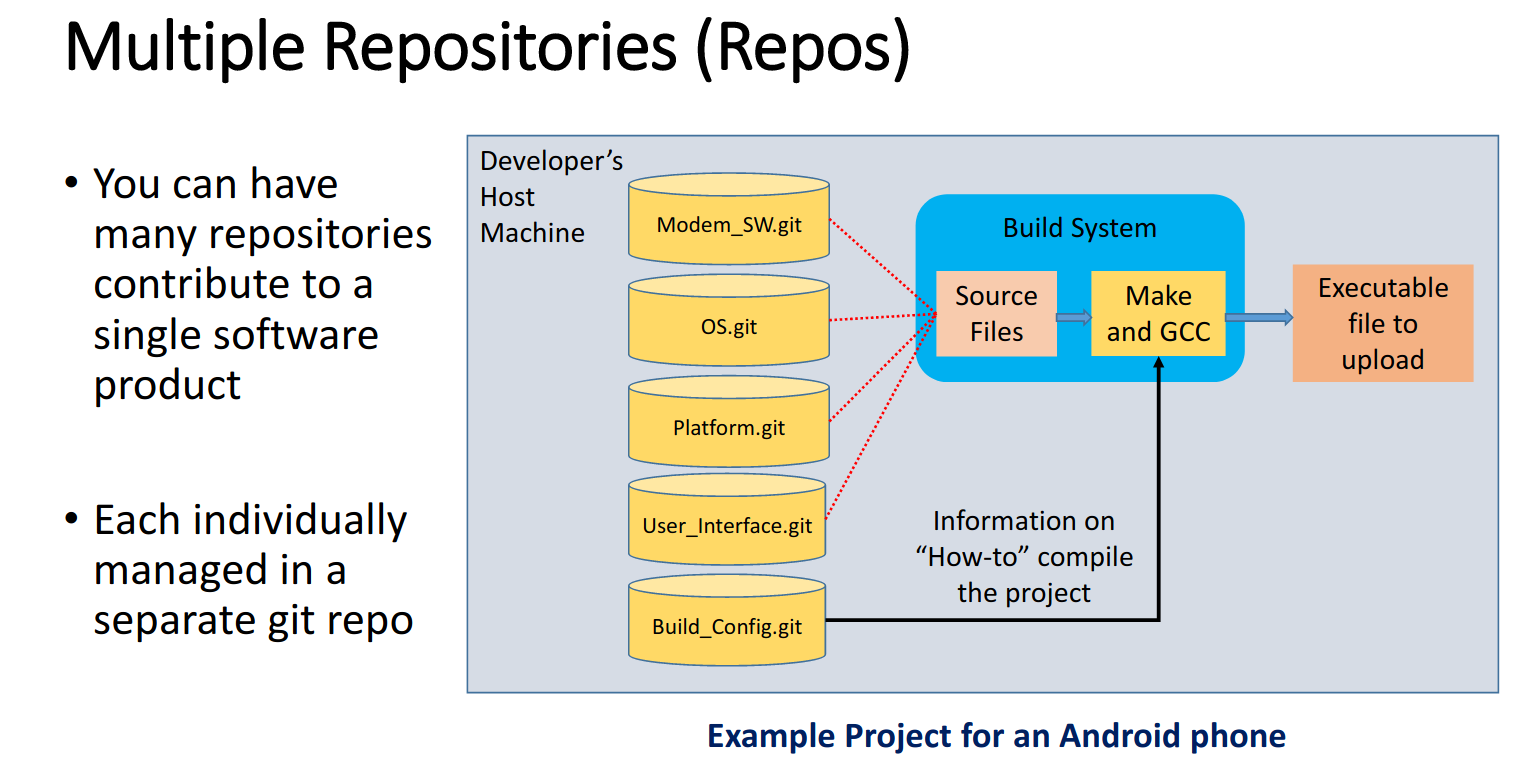 Multiple Repositories (Repos)
• You can have
many repositories
contribute to a
single software
product
• Each individually
managed in a
separate git repo
Developer’s
Host
Machine
Modem_SW.git
OS.git
Platform.git
User_Interface.git
Build_Config.git
Build System
Source
Files
Make
and GCC
Executable
file to
upload
Information on
“How-to” compile
the project
Example Project for an Android phone